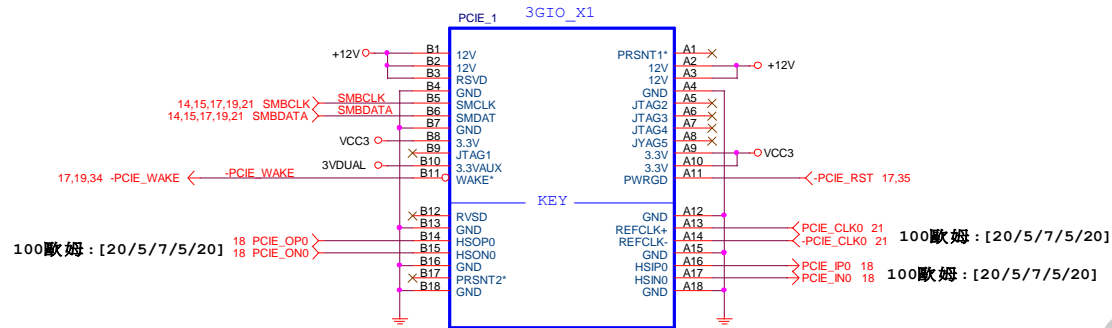 PCIE_1 3GIO_X1
+12V B1 12V PRSNT1* A1
B2 12V 12V A2 +12V
B3 RSVD 12V A3
B4 GND GND A4
14,15,17,19,21 SMBCLK SMBCLK B5 SMCLK JTAG2 A5
14,15,17,19,21 SMBDATA SMBDATA B6 SMDAT JTAG3 A6
B7 GND JTAG4 A7
VCC3 B8 3.3V JYAG5 A8
B9 JTAG1 3.3V A9 VCC3
3VDUAL B10 3.3VAUX 3.3V A10
17,19,34 -PCIE_WAKE -PCIE_WAKE B11 WAKE* PWRGD A11 -PCIE_RST 17,35
KEY
B12 RVSD GND A12
B13 GND REFCLK+ A13 PCIE_CLK0 21
100歐姆:[20/5/7/5/20] 18 PCIE_OP0 B14 HSOP0 REFCLK- A14 -PCIE_CLK0 21 100歐姆:[20/5/7/5/20]
18 PCIE_ON0 B15 HSON0 GND A15
B16 GND HSIP0 A16 PCIE_IP0 18
B17 PRSNT2* HSIN0 A17 PCIE_IN0 18 100歐姆:[20/5/7/5/20]
B18 GND GND A18